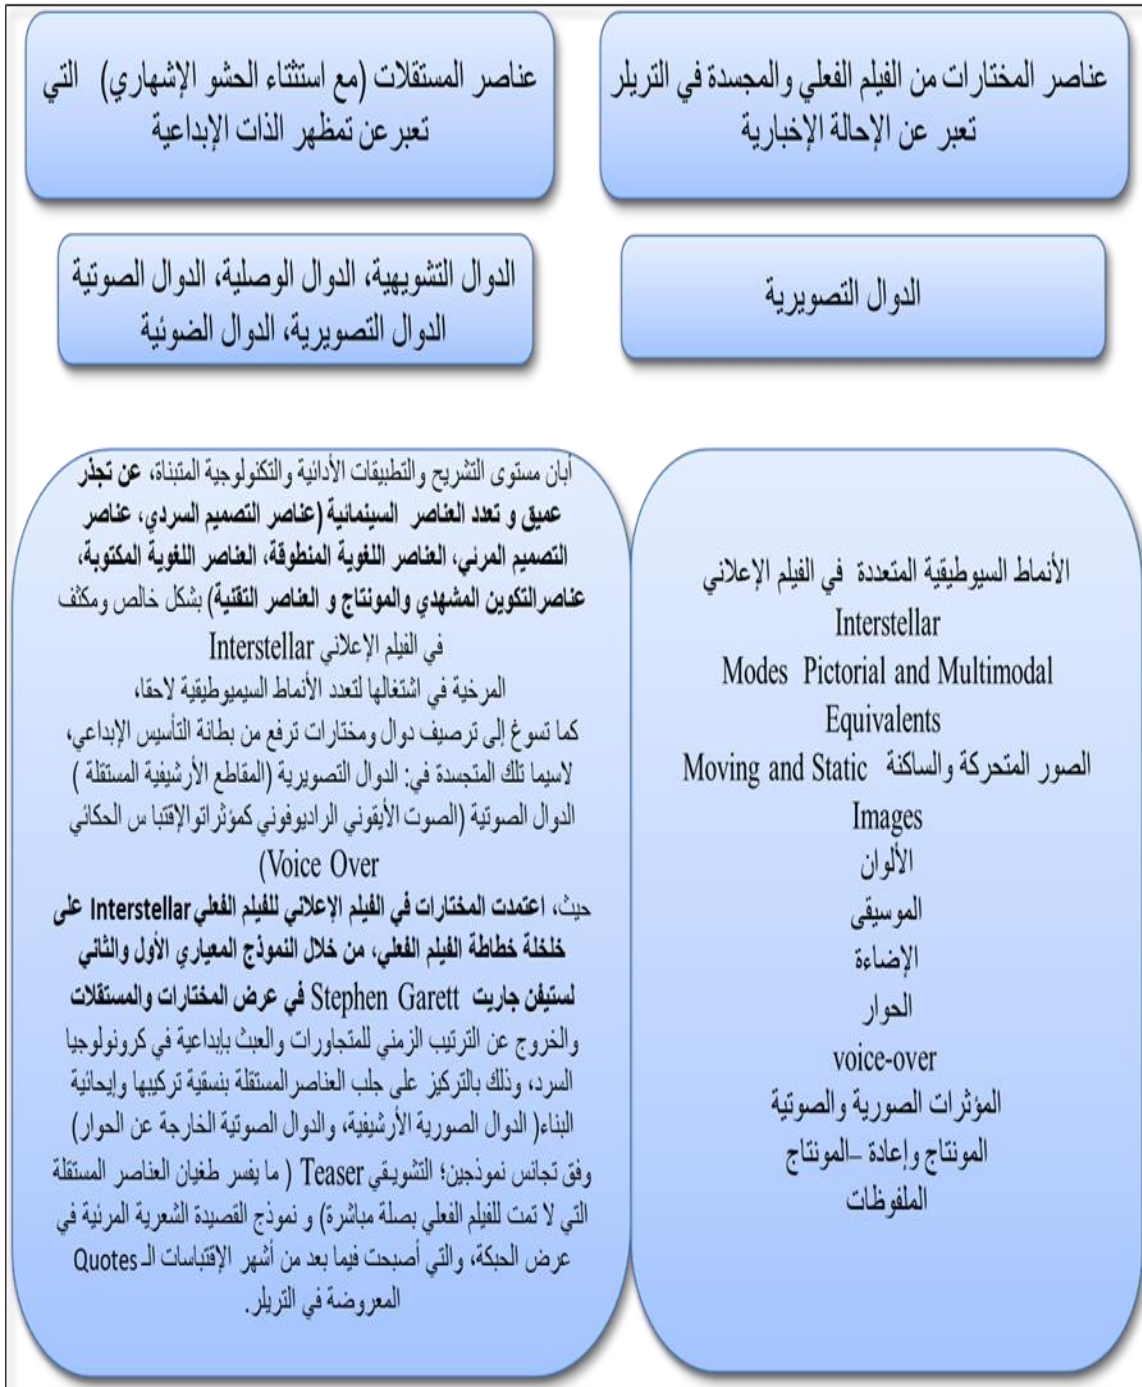 عناصر المختارات من الفيلم الفعلي والمجسدة في التريلر
تعبر عن الإحالة الإخبارية
عناصر المستقلات (مع استثناء الحشو الإشهاري) التي
تعبرعن تمظهر الذات الإبداعية
الدوال التصويرية
الدوال التشويهية، الدوال الوصلية، الدوال الصوتية
الدوال التصويرية، الدوال الضوئية
الأنماط السيوطيقية المتعددة في الفيلم الإعلاني
Interstellar
Modes Pictorial and Multimodal
Equivalents
الصور المتحركة والساكنة Moving and Static
Images
الألوان
الموسيقى
الإضاءة
الحوار
voice-over
المؤثرات الصورية والصوتية
المونتاج وإعادة –المونتاج
الملفوظات
أبان مستوى التشريح والتطبيقات الأدائية والتكنولوجية المتبناة، عن تجذر
عميق و تعدد العناصر السينمائية (عناصر التصميم السردي، عناصر
التصميم المرئي، العناصر اللغوية المنطوقة، العناصر اللغوية المكتوبة،
عناصرالتكوين المشهدي والمونتاج و العناصر التقنية) بشكل خالص ومكثف
في الفيلم الإعلاني Interstellar
المرخية في اشتغالها لتعدد الأنماط السيميوطيقية لاحقا،
كما تسوغ إلى ترصيف دوال ومختارات ترفع من بطانة التأسيس الإبداعي،
لاسيما تلك المتجسدة في: الدوال التصويرية (المقاطع الأرشيفية المستقلة )
الدوال الصوتية (الصوت الأيقوني الراديوفوني كمؤثراتوالإقتبا س الحكائي
Voice Over)
حيث، اعتمدت المختارات في الفيلم الإعلاني للفيلم الفعلي Interstellar على
خلخلة خطاطة الفيلم الفعلي، من خلال النموذج المعياري الأول والثاني
لستيفن جاريت Stephen Garett في عرض المختارات والمستقلات
والخروج عن الترتيب الزمني للمتجاورات والعبث بإبداعية في كرونولوجيا
السرد، وذلك بالتركيز على جلب العناصرالمستقلة بنسقية تركيبها وإيحائية
البناء( الدوال الصورية الأرشيفية، والدوال الصوتية الخارجة عن الحوار)
وفق تجانس نموذجين؛ التشويقي Teaser ( ما يفسر طغيان العناصر المستقلة
التي لا تمت للفيلم الفعلي بصلة مباشرة) و نموذج القصيدة الشعرية المرئية في
عرض الحبكة، والتي أصبحت فيما بعد من أشهر الإقتباسات الـ Quotes
المعروضة في التريلر.